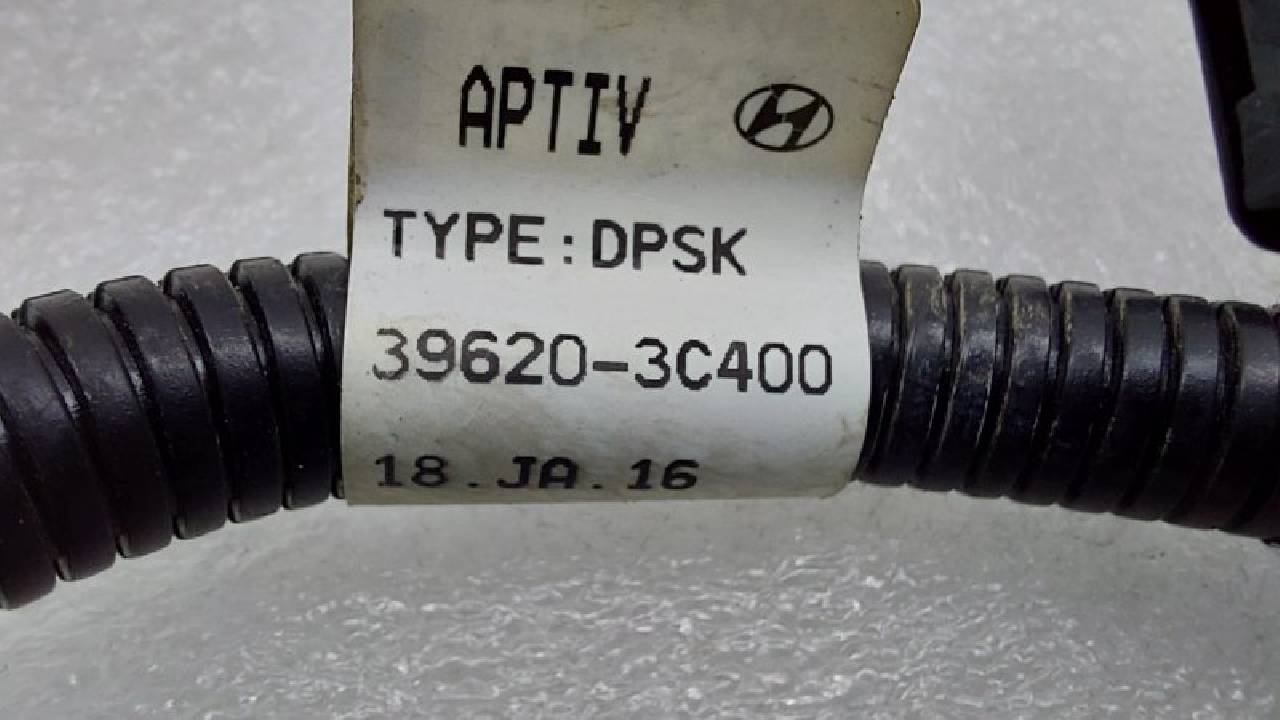 APTIV
TYPE:DPSK
39620-3C400
18.JA.16